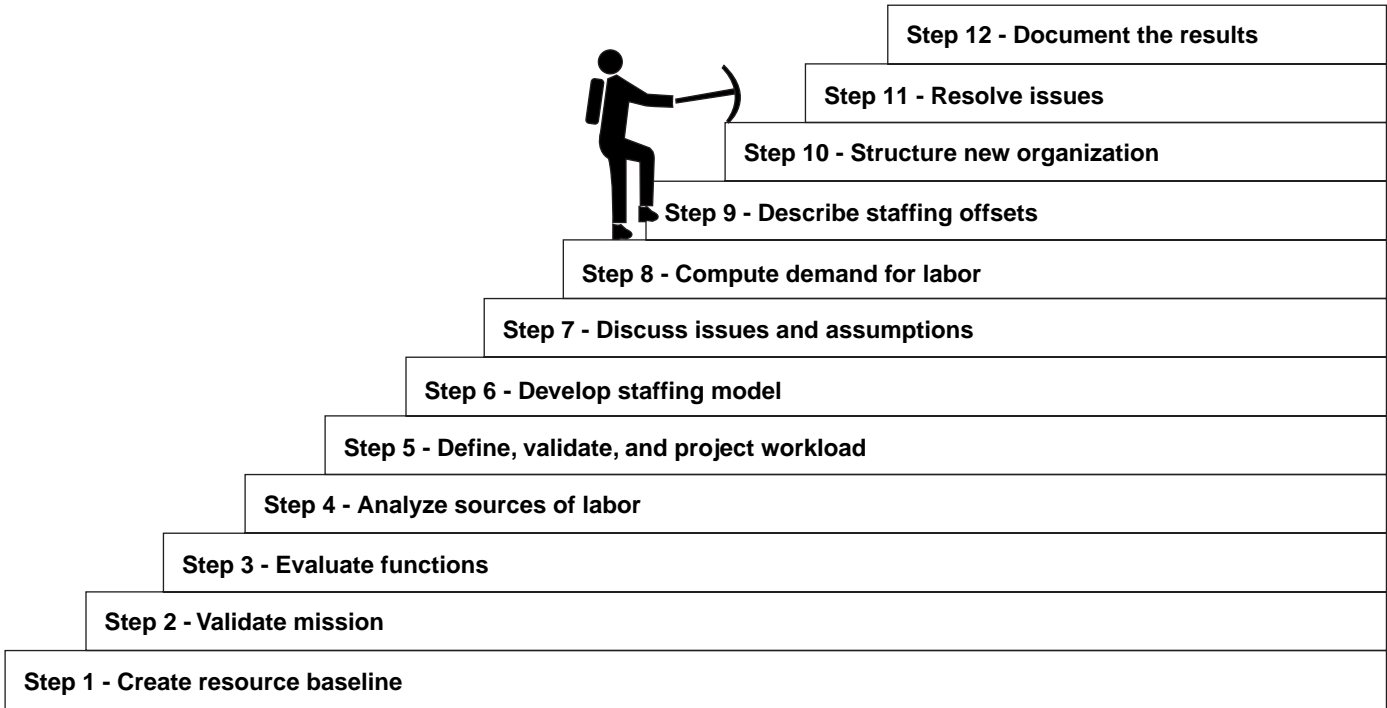 Step 12 - Document the results
Step 11 - Resolve issues
Step 10 - Structure new organization
Step 9 - Describe staffing offsets
Step 8 - Compute demand for labor
Step 7 - Discuss issues and assumptions
Step 6 - Develop staffing model
Step 5 - Define, validate, and project workload
Step 4 - Analyze sources of labor
Step 3 - Evaluate functions
Step 2 - Validate mission
Step 1 - Create resource baseline